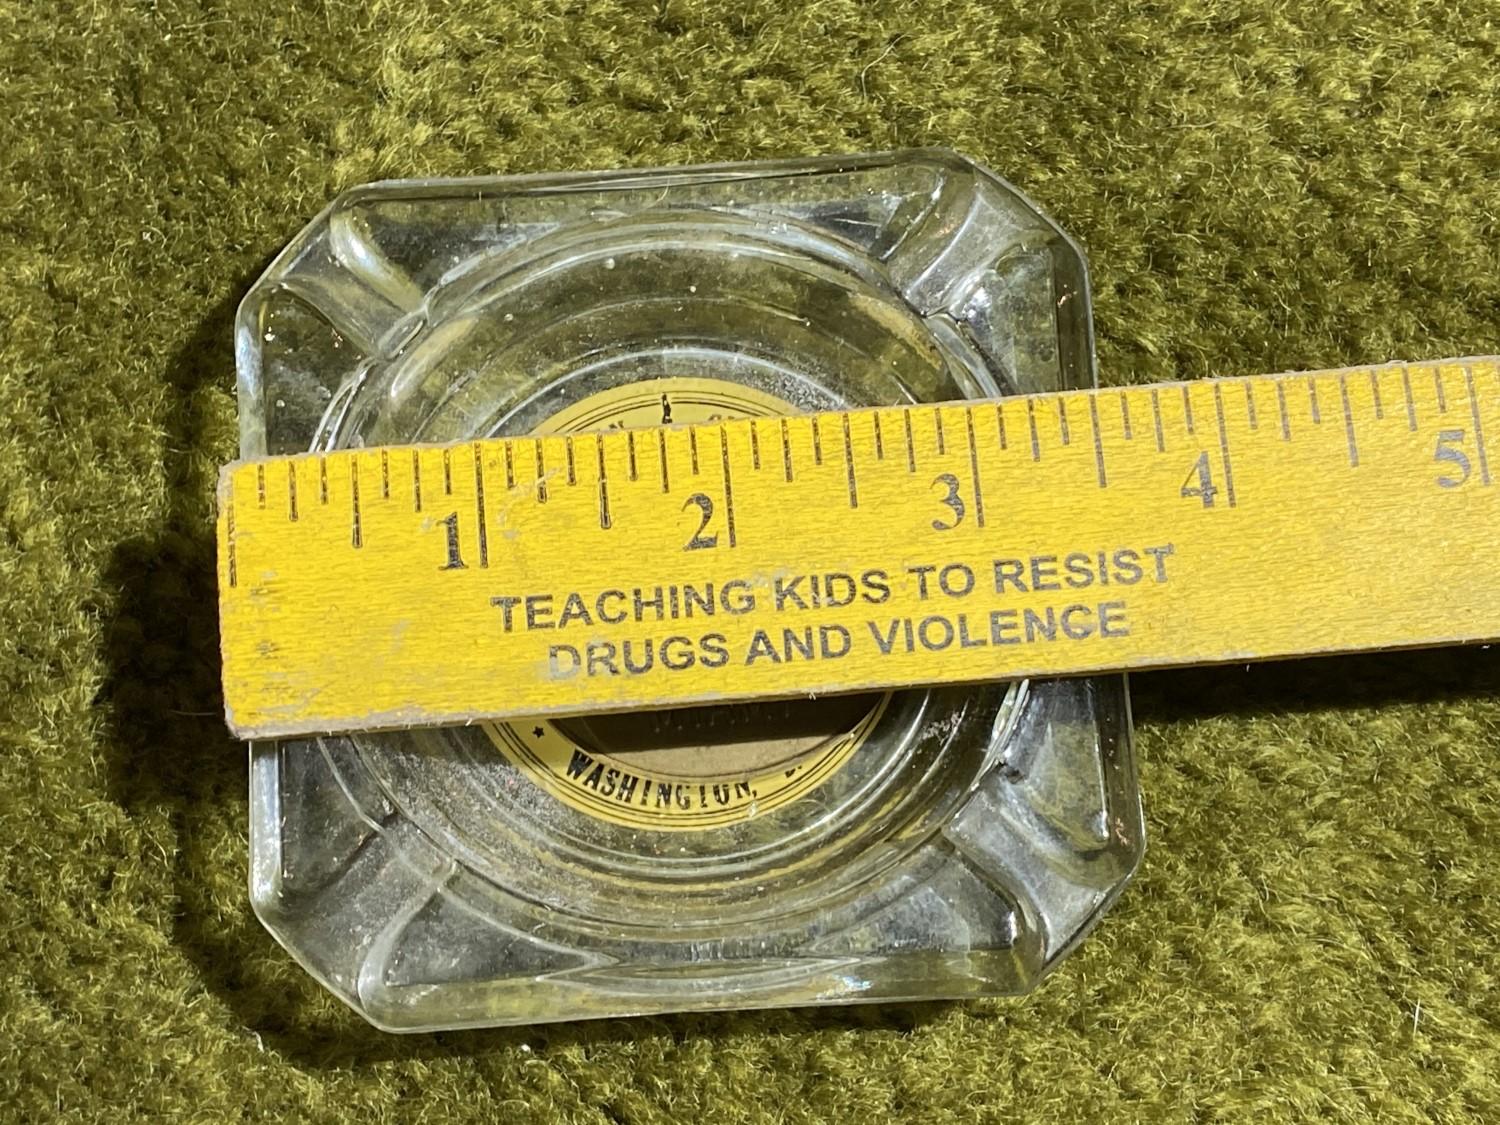 1 2 3 4 5
TEACHING KIDS TO RESIST
DRUGS AND VIOLENCE
WASHINGTON,